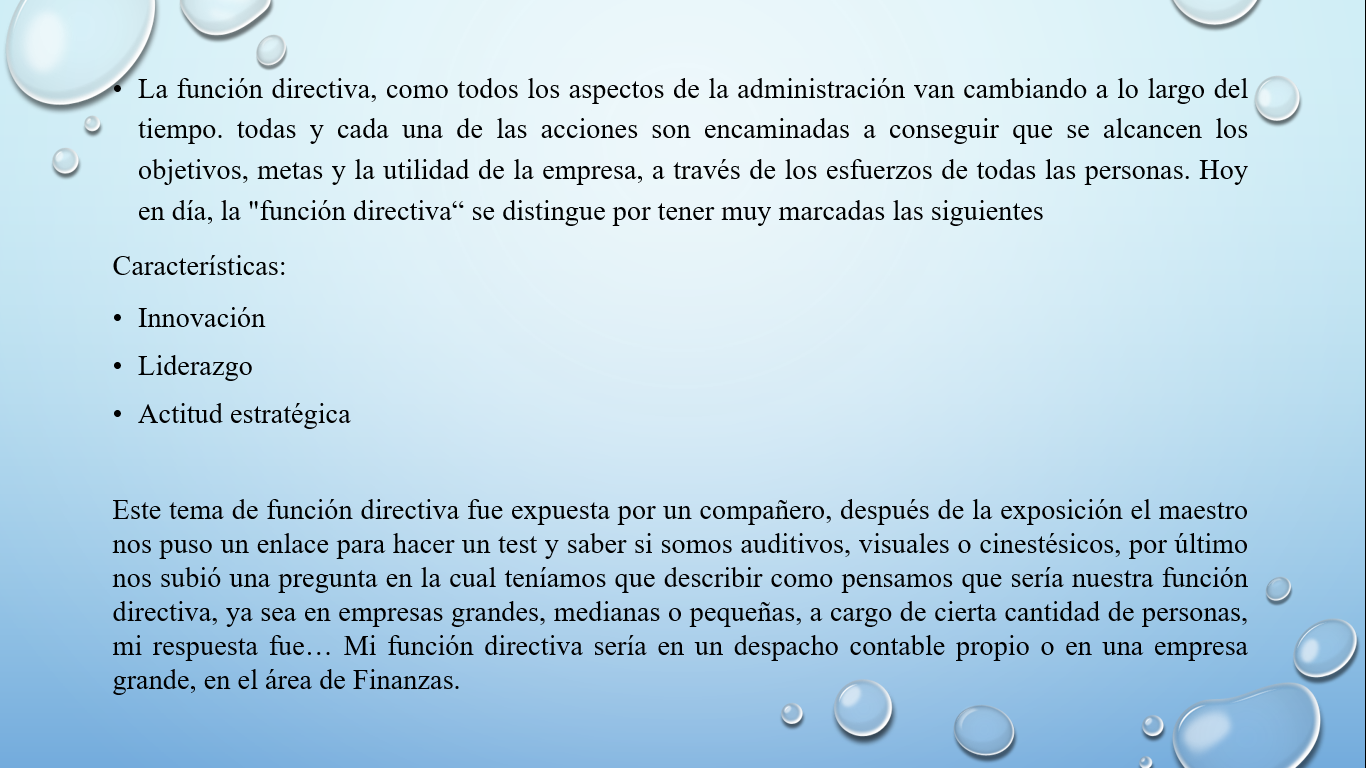 • La función directiva, como todos los aspectos de la administración van cambiando a lo largo del
tiempo. todas y cada una de las acciones son encaminadas a conseguir que se alcancen los
objetivos, metas y la utilidad de la empresa, a través de los esfuerzos de todas las personas. Hoy
en día, la "función directiva“ se distingue por tener muy marcadas las siguientes
Características:
• Innovación
• Liderazgo
• Actitud estratégica
Este tema de función directiva fue expuesta por un compañero, después de la exposición el maestro
nos puso un enlace para hacer un test y saber si somos auditivos, visuales o cinestésicos, por último
nos subió una pregunta en la cual teníamos que describir como pensamos que sería nuestra función
directiva, ya sea en empresas grandes, medianas o pequeñas, a cargo de cierta cantidad de personas,
mi respuesta fue… Mi función directiva sería en un despacho contable propio o en una empresa
grande, en el área de Finanzas.